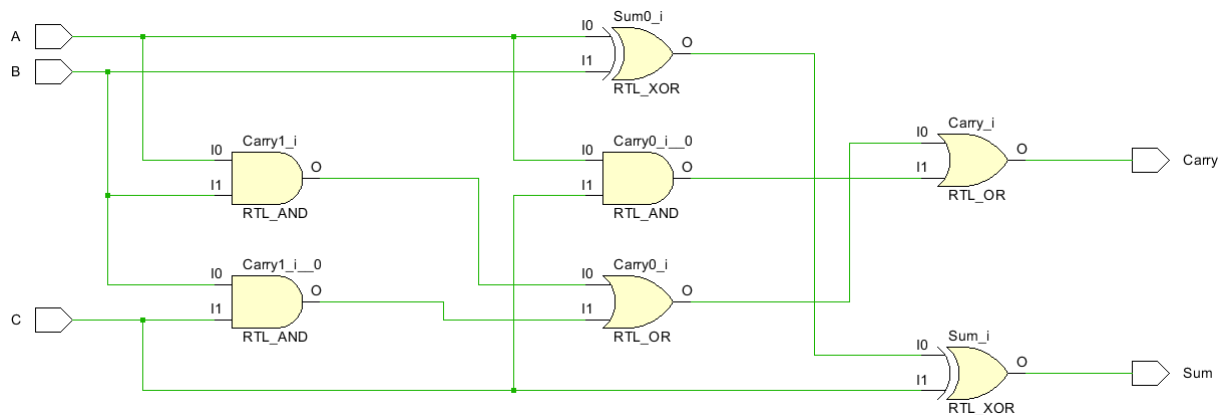 Sum0_i
A
I0
O
B
I1
RTL_XOR
Carry1_i
I0
O
I1
RTL_AND
Carry0_i__0
I0
O
I1
RTL_AND
Carry_i
I0
O
I1
RTL_OR
Carry
Carry1_i__0
I0
O
I1
RTL_AND
C
Carry0_i
I0
O
I1
RTL_OR
Sum_i
I0
O
I1
RTL_XOR
Sum